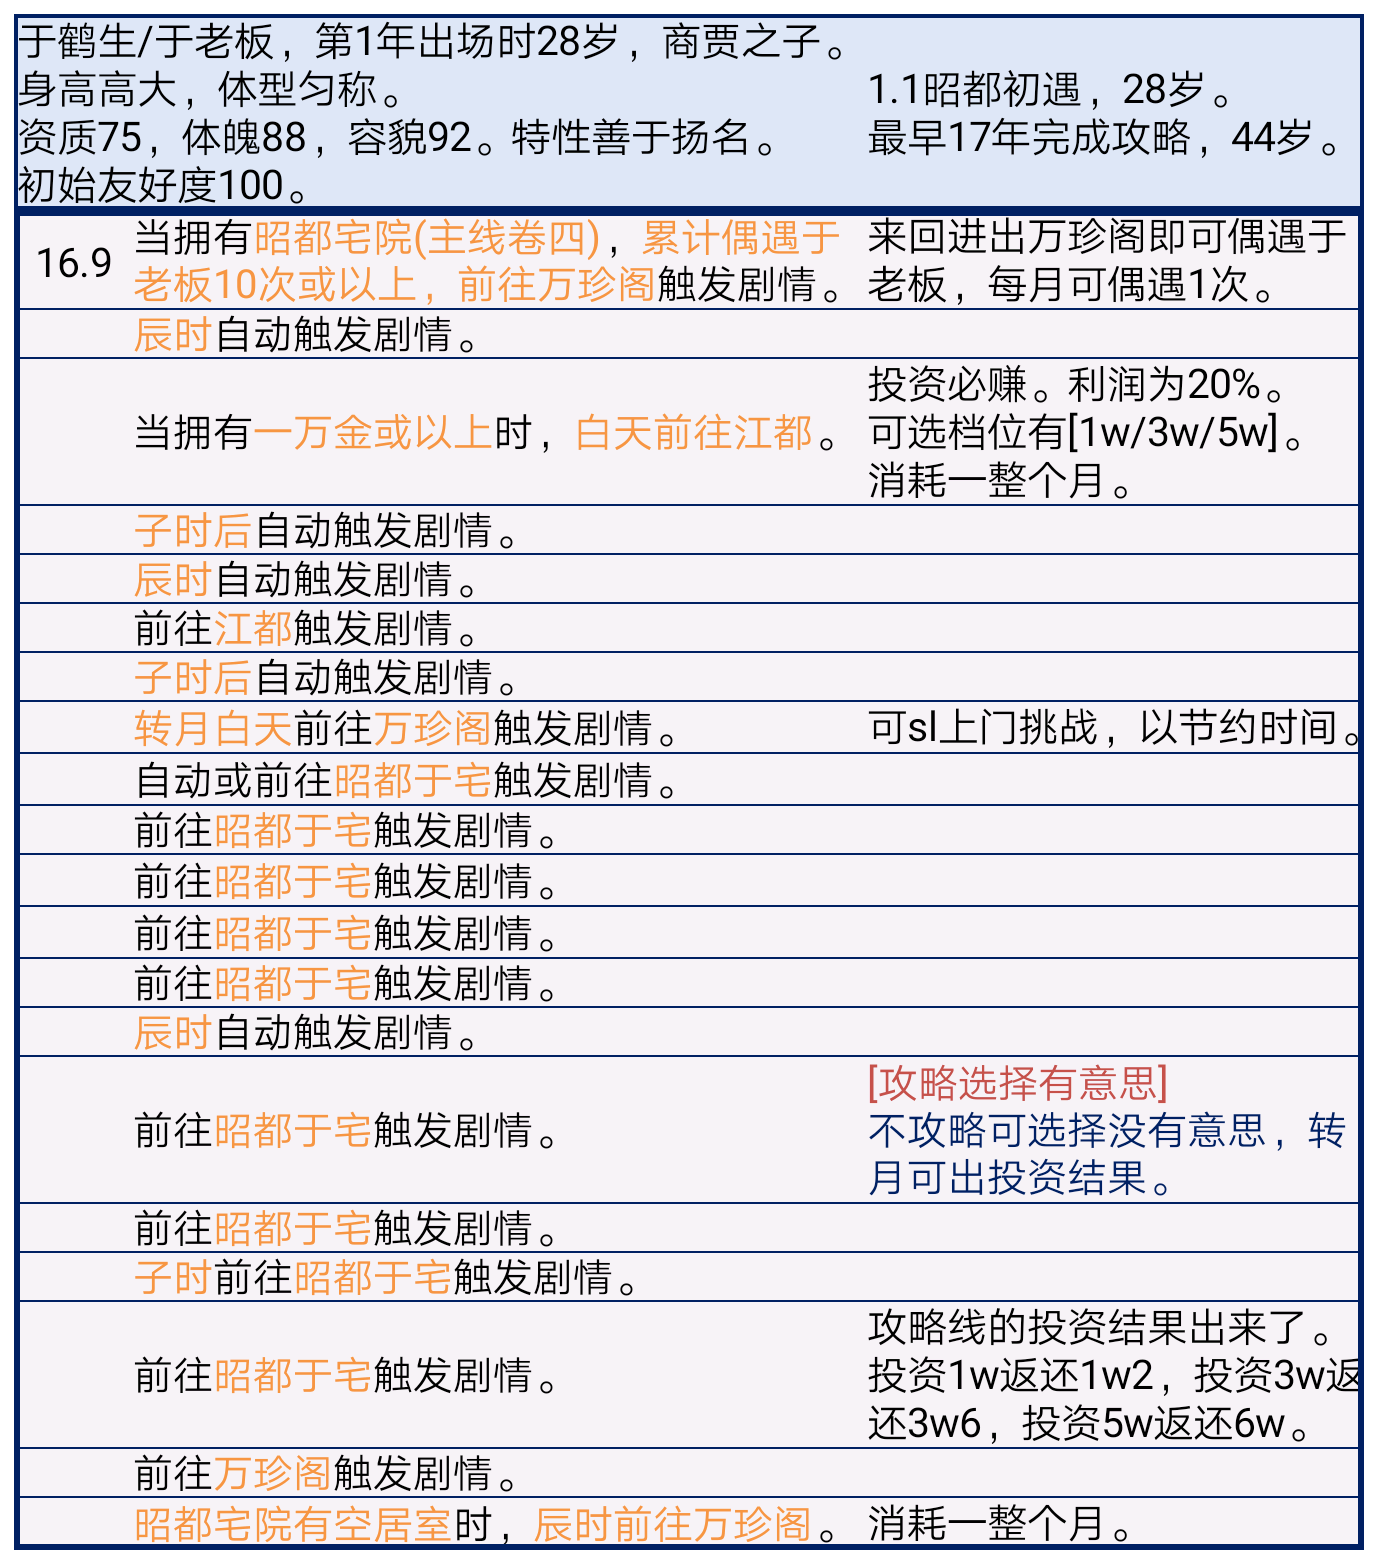 于鹤生/于老板，第1年出场时28岁，商贾之子。
身高高大，体型匀称。
资质75，体魄88，容貌92。特性善于扬名。
初始友好度100。
1.1昭都初遇，28岁。
最早17年完成攻略，44岁。
16.9
当拥有昭都宅院(主线卷四)，累计偶遇于
老板10次或以上，前往万珍阁触发剧情。
来回进出万珍阁即可偶遇于
老板，每月可偶遇1次。
辰时自动触发剧情。
当拥有一万金或以上时，白天前往江都。
投资必赚。利润为20%。
可选档位有[1w/3w/5w]。
消耗一整个月。
子时后自动触发剧情。
辰时自动触发剧情。
前往江都触发剧情。
子时后自动触发剧情。
转月白天前往万珍阁触发剧情。
可sl上门挑战，以节约时间。
自动或前往昭都于宅触发剧情。
前往昭都于宅触发剧情。
前往昭都于宅触发剧情。
前往昭都于宅触发剧情。
前往昭都于宅触发剧情。
辰时自动触发剧情。
前往昭都于宅触发剧情。
[攻略选择有意思]
不攻略可选择没有意思，转
月可出投资结果。
前往昭都于宅触发剧情。
子时前往昭都于宅触发剧情。
前往昭都于宅触发剧情。
攻略线的投资结果出来了。
投资1w返还1w2，投资3w返
还3w6，投资5w返还6w。
前往万珍阁触发剧情。
昭都宅院有空居室时，辰时前往万珍阁。
消耗一整个月。